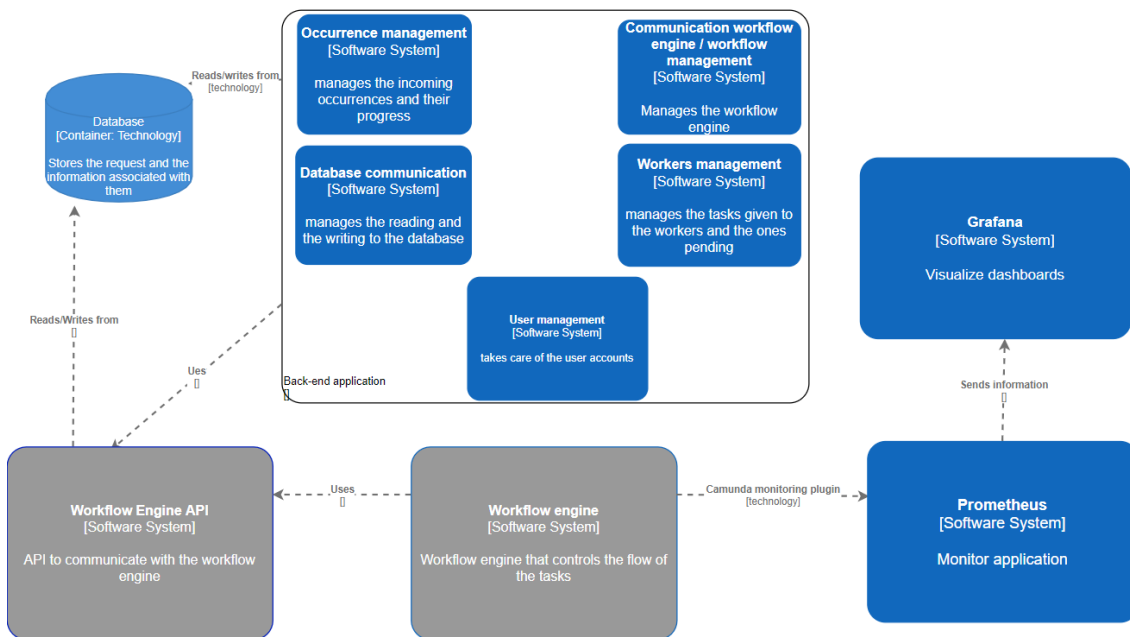 Occurrence management
[Software System]
manages the incoming
occurrences and their
progress
Communication workflow
engine / workflow
management
[Software System]
Manages the workflow
engine
Reads/writes from
[technology]
Database
[Container: Technology]
Stores the request and the
information associated with
them
Database communication
[Software System]
manages the reading and
the writing to the database
Workers management
[Software System]
manages the tasks given to
the workers and the ones
pending
Grafana
[Software System]
Visualize dashboards
User management
[Software System]
takes care of the user accounts
Reads/Writes from
[]
Ues
[]
Back-end application
[]
Sends information
[]
Workflow Engine API
[Software System]
API to communicate with the workflow
engine
Uses
[]
Workflow engine
[Software System]
Workflow engine that controls the flow of
the tasks
Camunda monitoring plugin
[technology]
Prometheus
[Software System]
Monitor application